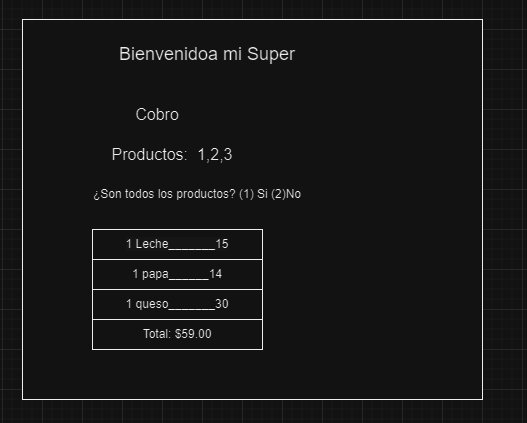 Bienvenidoa mi Super
Cobro
Productos:  1,2,3
¿Son todos los productos? (1) Si (2)No
1 Leche_______15
1 papa______14
1 queso_______30
Total: $59.00